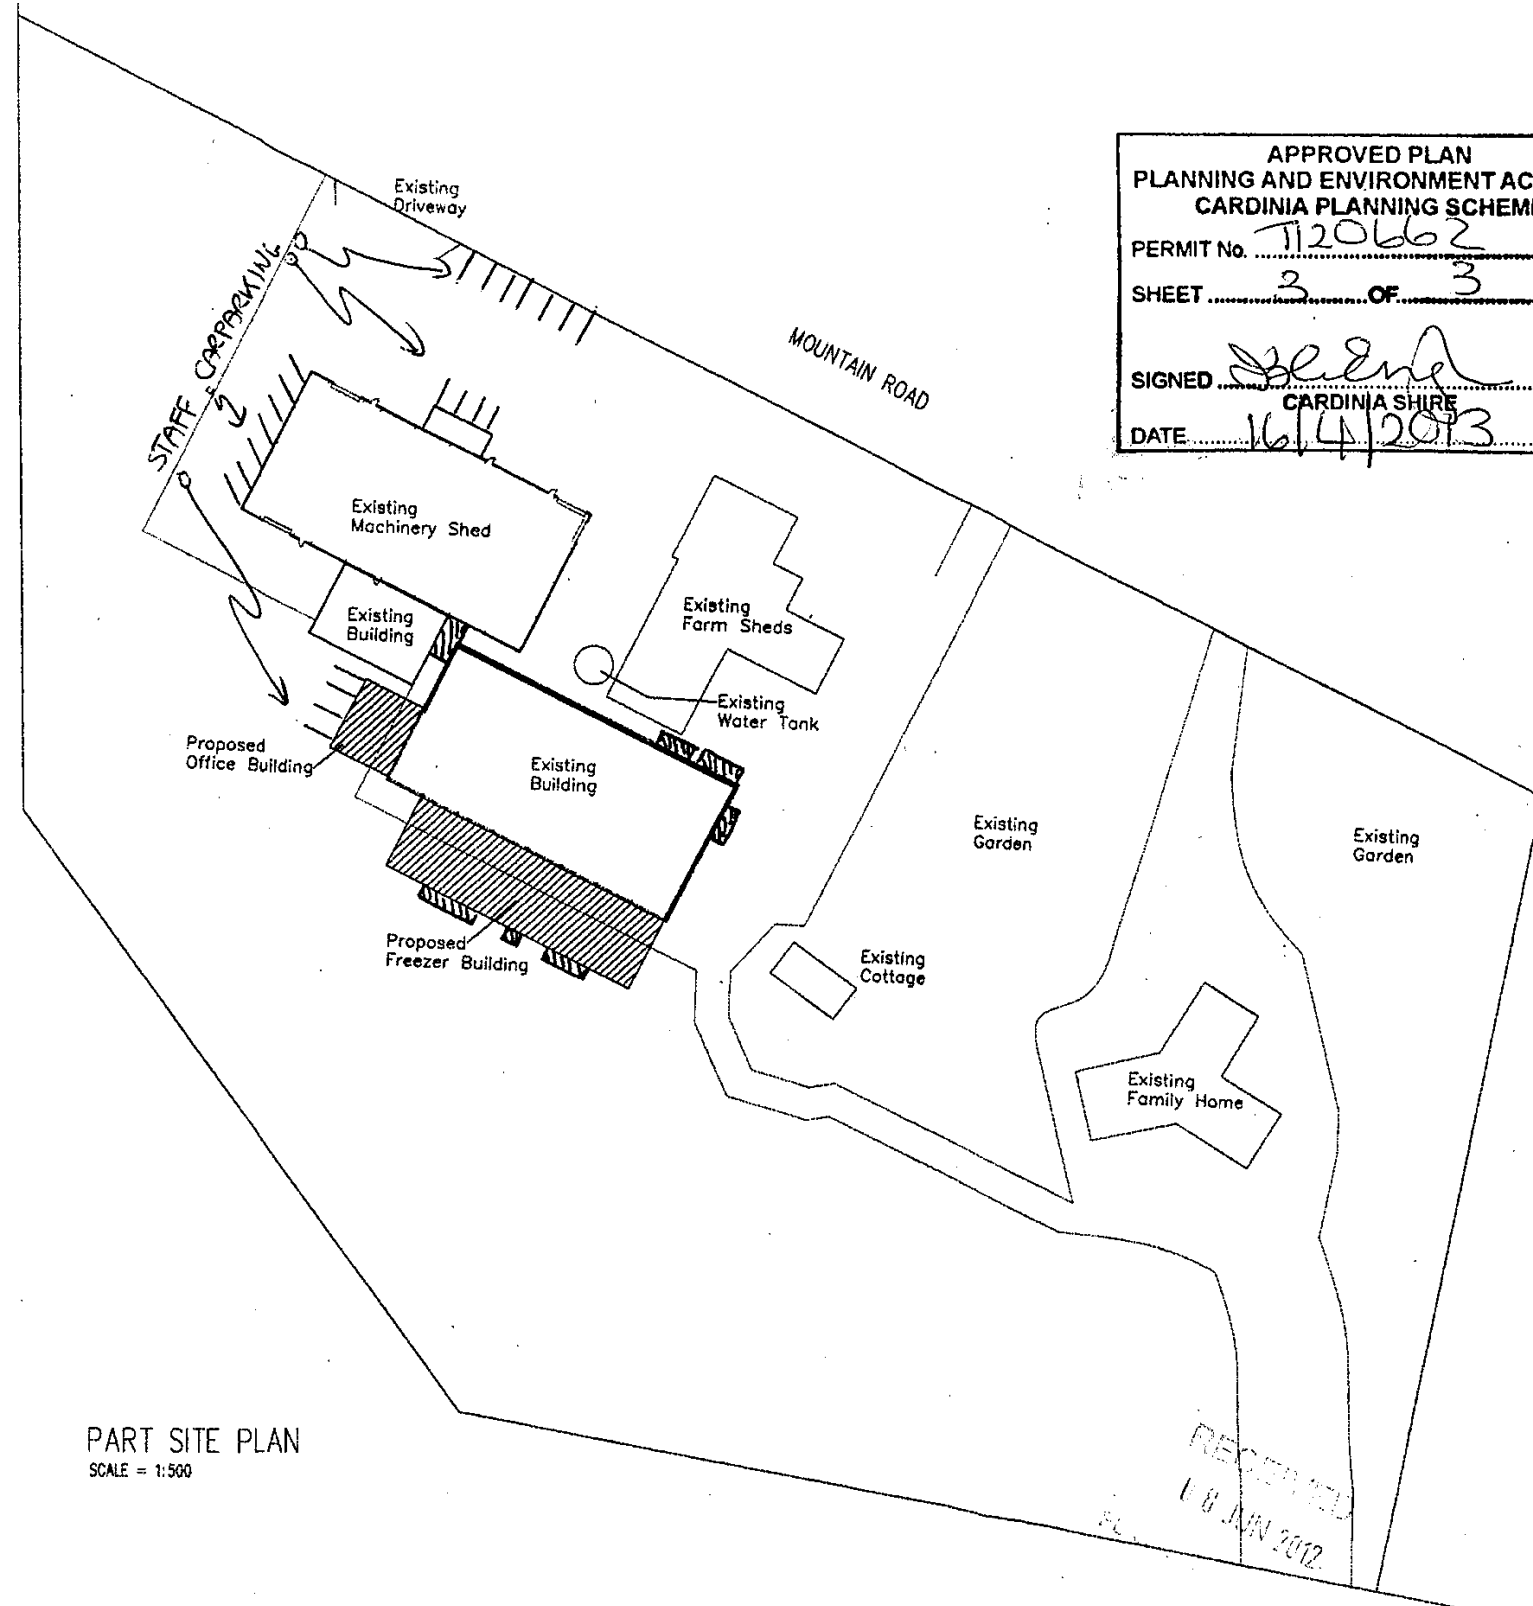 APPROVED PLAN
PLANNING AND ENVIRONMENT AC
CARDINIA PLANNING SCHEM
PERMIT No. T120662
SHEET 3 OF 3
SIGNED
CARDINIA SHIRE
DATE 16/4/2013
Existing
Driveway
STAFF CARPARKING
MOUNTAIN ROAD
Existing
Machinery Shed
Existing
Building
Existing
Farm Sheds
Existing
Water Tank
Proposed
Office Building
Existing
Building
Existing
Garden
Existing
Garden
Proposed
Freezer Building
Existing
Cottage
Existing
Family Home
PART SITE PLAN
SCALE = 1:500
RECEIVED
JUN 2012